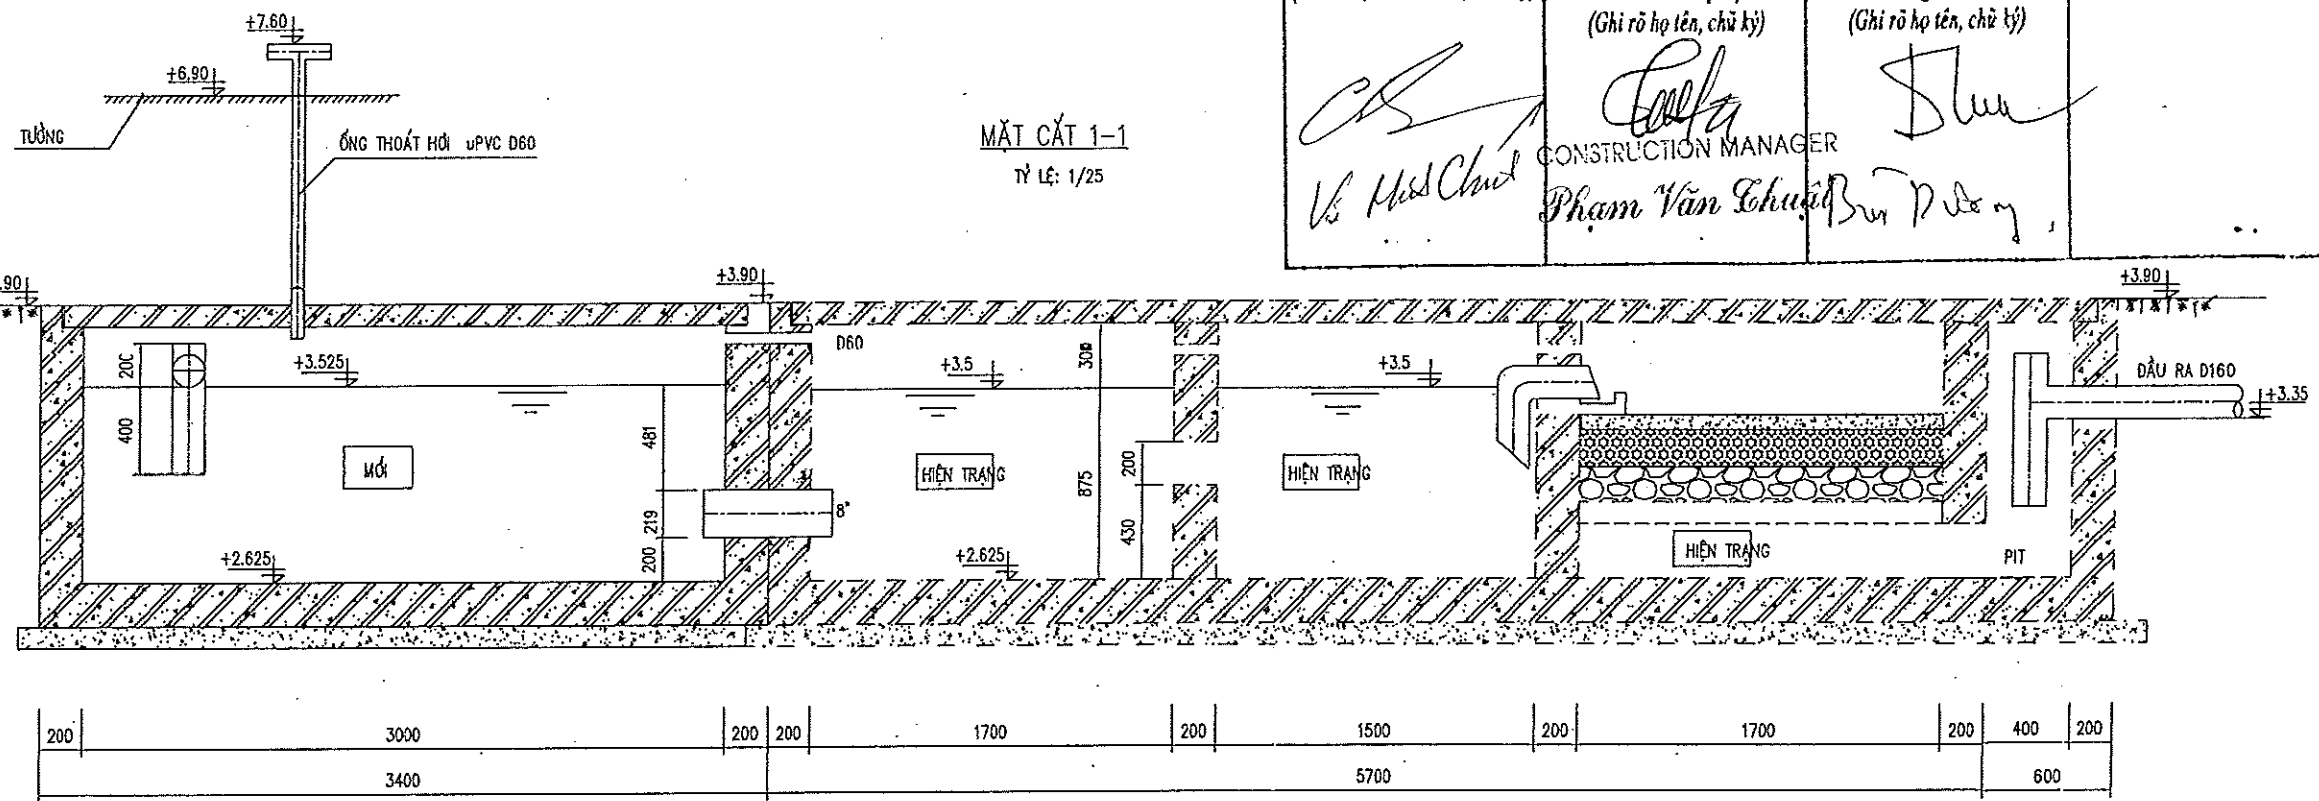 (Ghi rõ họ tên, chữ ký)
(Ghi rõ họ tên, chữ ký)
CONSTRUCTION MANAGER
Phạm Văn Thuật
+7.60
+6.90
TƯỜNG
ỐNG THOÁT HƠI uPVC D60
MẶT CẮT 1-1
TỶ LỆ: 1/25
.90
+3.90
+3.90
D60
200
400
+3.525
+3.5
+3.5
300
875
481
219
200
200
430
ĐẦU RA D160
+3.35
MỚI
HIỆN TRẠNG
HIỆN TRẠNG
HIỆN TRẠNG
8"
+2.625
+2.625
PIT
200 3000 200 200 1700 200 1500 200 1700 200 400 200
3400 5700 600